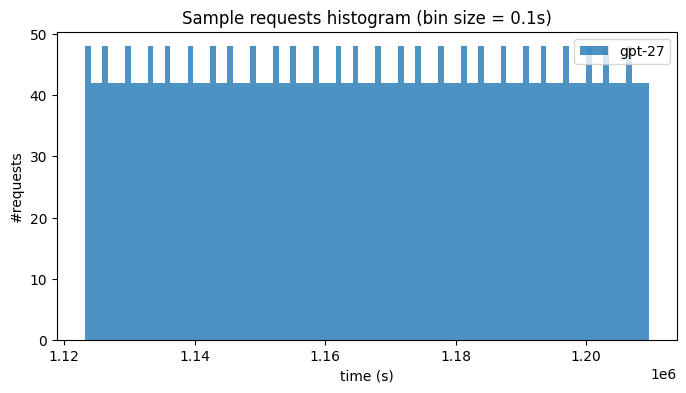 Sample requests histogram (bin size = 0.1s)
gpt-27
#requests
50
40
30
20
10
0
1.12 1.14 1.16 1.18 1.20
1e6
time (s)